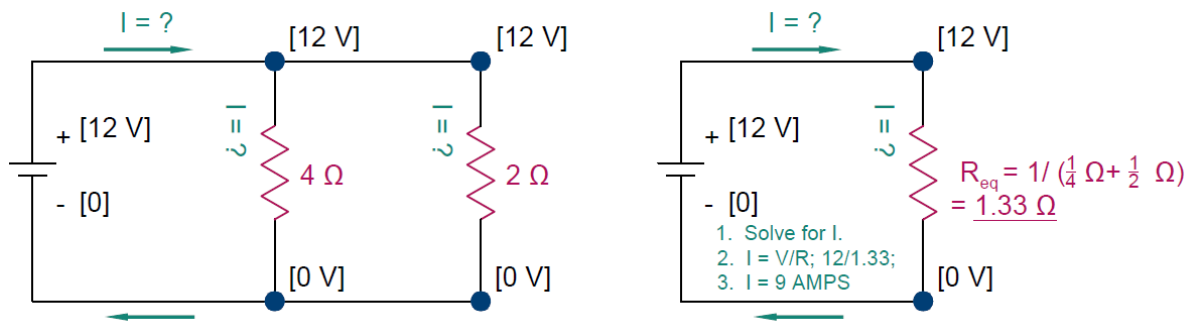 I = ?
[12 V]
[12 V]
+ [12 V]
I = ?
I = ?
4 Ω
2 Ω
- [0]
[0 V]
[0 V]
I = ?
[12 V]
+ [12 V]
I = ?
Req = 1/ (1/4 Ω+ 1/2 Ω)
= 1.33 Ω
- [0]
1. Solve for I.
2. I = V/R; 12/1.33;
3. I = 9 AMPS
[0 V]